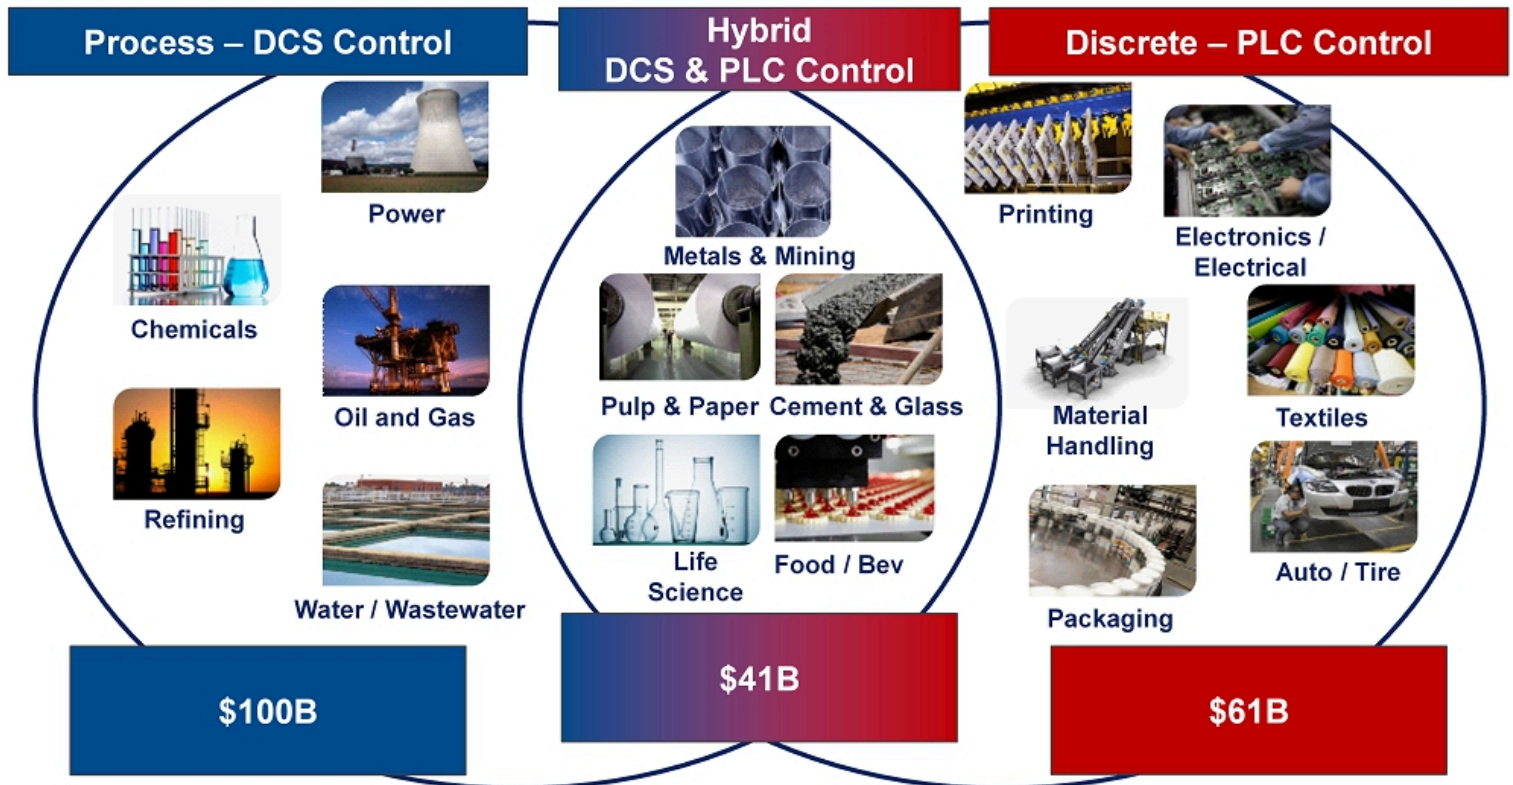 Process – DCS Control
Hybrid
DCS & PLC Control
Discrete – PLC Control
Power
Chemicals
Oil and Gas
Refining
Water / Wastewater
Metals & Mining
Pulp & Paper
Cement & Glass
Life
Science
Food / Bev
Printing
Electronics /
Electrical
Material
Handling
Textiles
Auto / Tire
Packaging
$100B
$41B
$61B